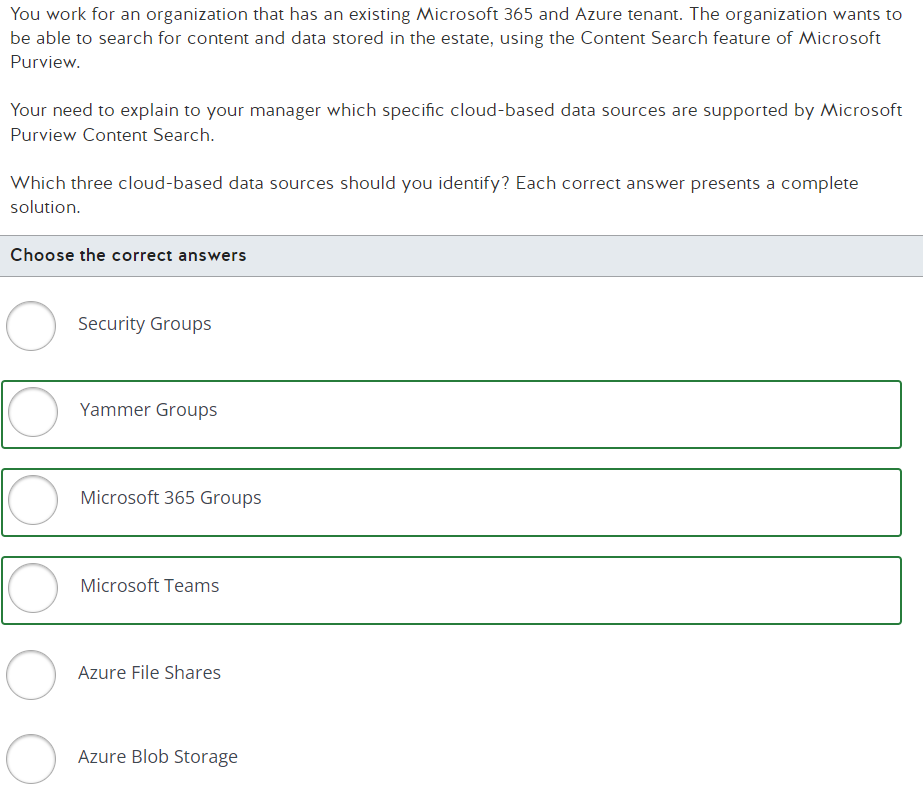 You work for an organization that has an existing Microsoft 365 and Azure tenant. The organization wants to
be able to search for content and data stored in the estate, using the Content Search feature of Microsoft
Purview.
Your need to explain to your manager which specific cloud-based data sources are supported by Microsoft
Purview Content Search.
Which three cloud-based data sources should you identify? Each correct answer presents a complete
solution.
Choose the correct answers
Security Groups
Yammer Groups
Microsoft 365 Groups
Microsoft Teams
Azure File Shares
Azure Blob Storage